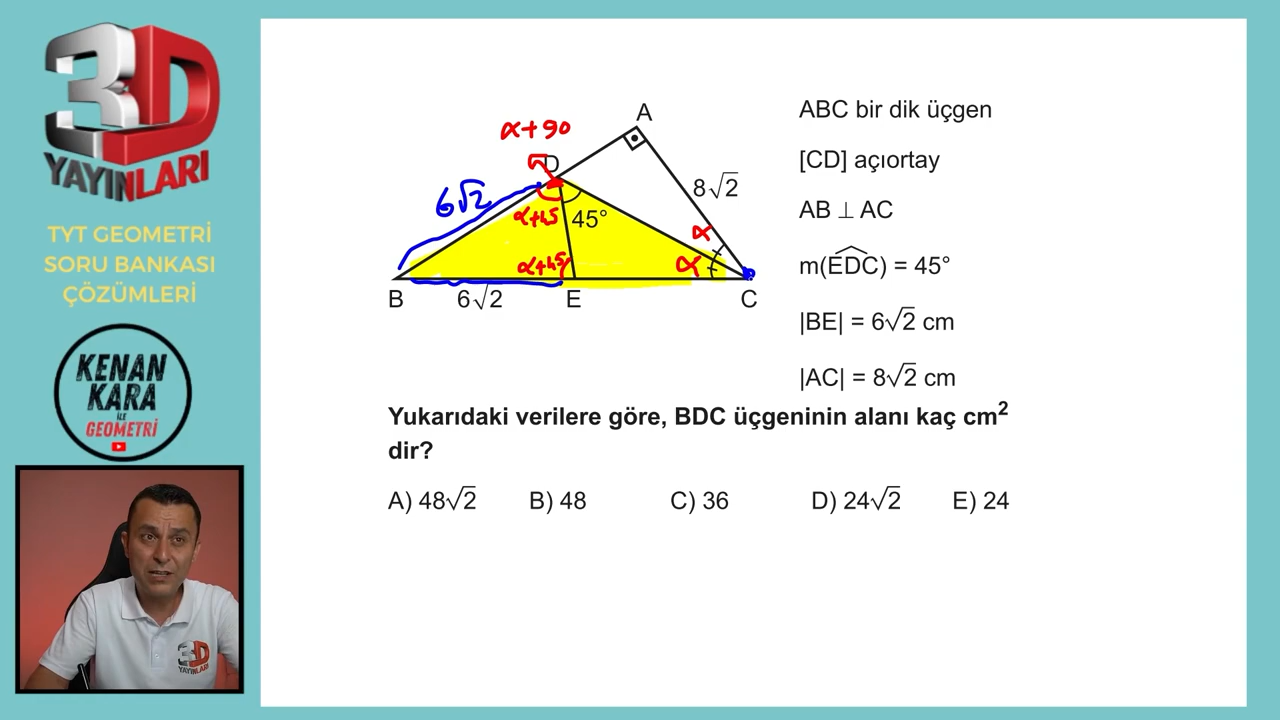 3D
YAYINLARI
TYT GEOMETRİ
SORU BANKASI
ÇÖZÜMLERİ
KENAN
KARA
İLE
GEOMETRİ
3D
YAYINLARI
α+90
A
D
6√2
8√2
α+45
45°
α
α+45
α
B
6√2
E
C
ABC bir dik üçgen
[CD] açıortay
AB ⊥ AC
m(EDC) = 45°
|BE| = 6√2 cm
|AC| = 8√2 cm
Yukarıdaki verilere göre, BDC üçgeninin alanı kaç cm²
dir?
A) 48√2 B) 48 C) 36 D) 24√2 E) 24